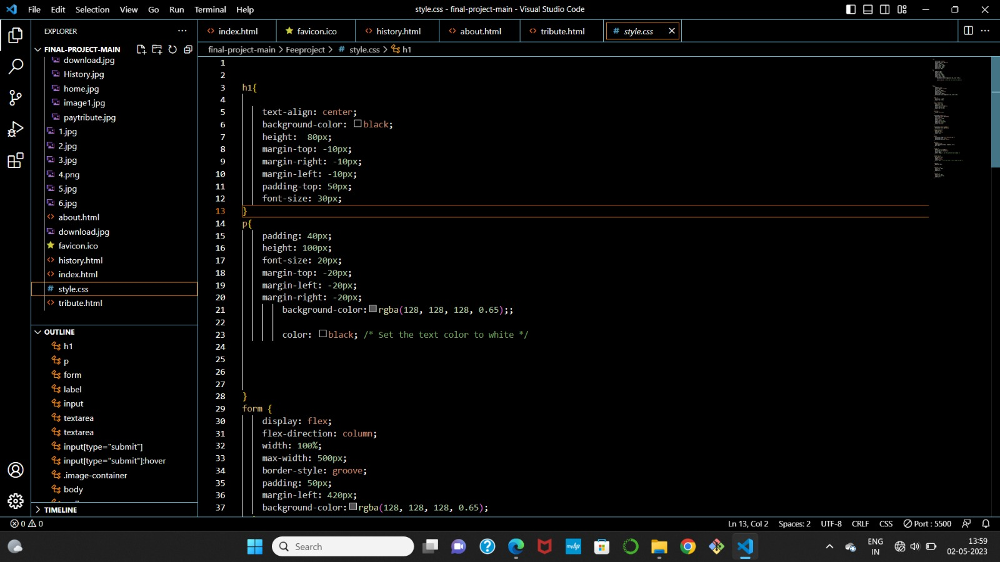 File Edit Selection View Go Run Terminal Help
style.css - final-project-main - Visual Studio Code
EXPLORER
FINAL-PROJECT-MAIN
download.jpg
History.jpg
home.jpg
image1.jpg
paytribute.jpg
1.jpg
2.jpg
3.jpg
4.png
5.jpg
6.jpg
about.html
download.jpg
favicon.ico
history.html
index.html
style.css
tribute.html
OUTLINE
h1
p
form
label
input
textarea
textarea
input[type="submit"]
input[type="submit"]:hover
.image-container
body
TIMELINE
index.html favicon.ico history.html about.html tribute.html # style.css
final-project-main > Feeproject > # style.css > h1
1
2
3 h1{
4
5 text-align: center;
6 background-color: black;
7 height:  80px;
8 margin-top: -10px;
9 margin-right: -10px;
10 margin-left: -10px;
11 padding-top: 50px;
12 font-size: 30px;
13 }
14 p{
15 padding: 40px;
16 height: 100px;
17 font-size: 20px;
18 margin-top: -20px;
19 margin-left: -20px;
20 margin-right: -20px;
21 background-color:rgba(128, 128, 128, 0.65);;
22
23 color: black; /* Set the text color to white */
24
25
26
27
28 }
29 form {
30 display: flex;
31 flex-direction: column;
32 width: 100%;
33 max-width: 500px;
34 border-style: groove;
35 padding: 50px;
36 margin-left: 420px;
37 background-color:rgba(128, 128, 128, 0.65);
0 0
Ln 13, Col 2 Spaces: 2 UTF-8 CRLF CSS Port : 5500
Search
myhp
ENG
IN
13:59
02-05-2023